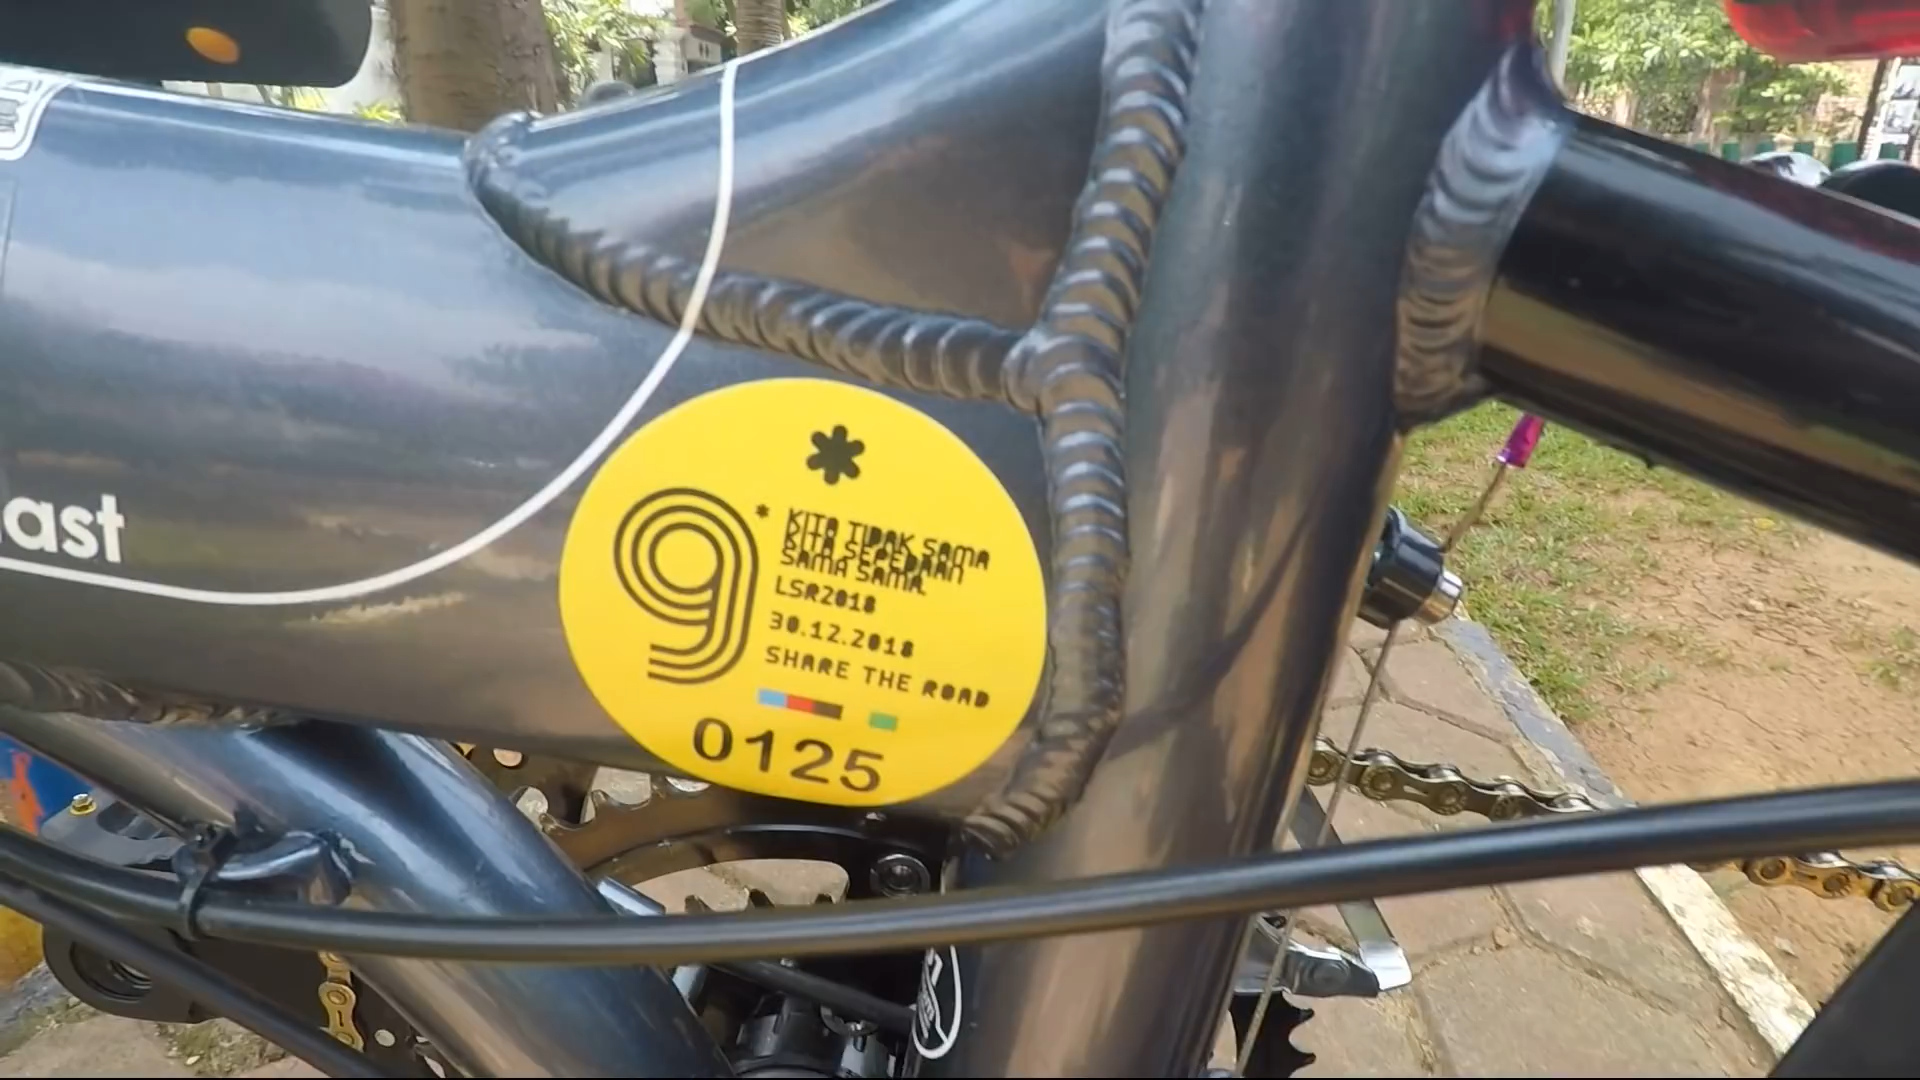 ast
9*
KITA TIDAK SAMA
KITA SEPEDAAN
SAMA SAMA.
LSR2018
30.12.2018
SHARE THE ROAD
0125